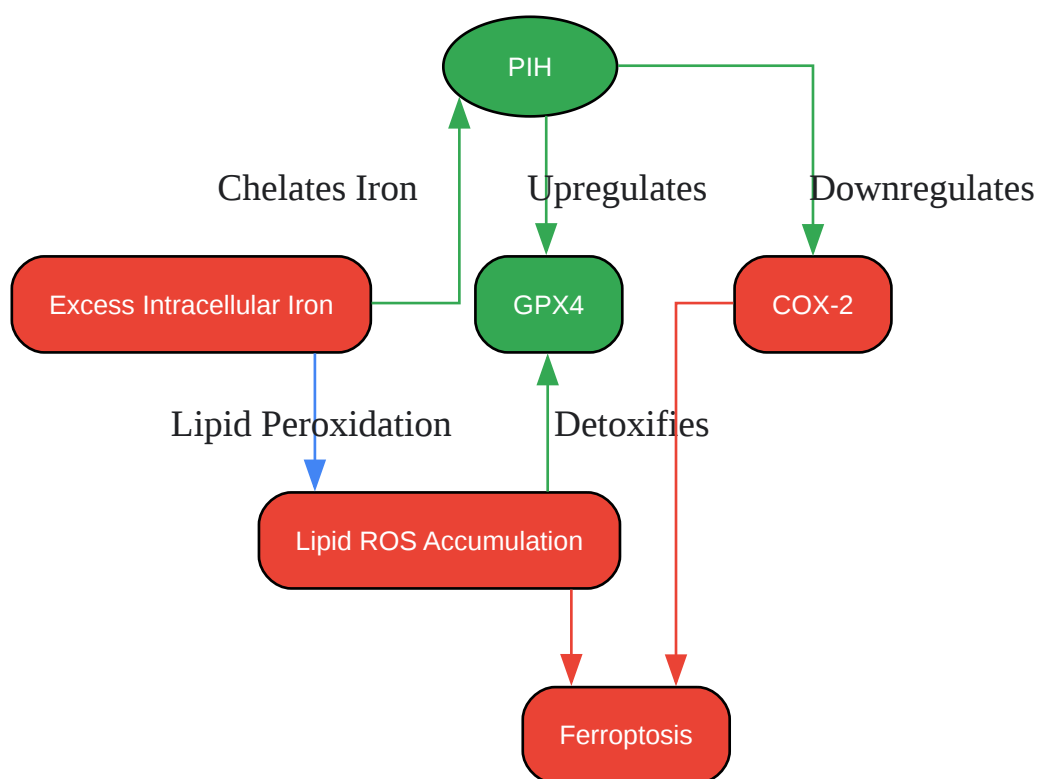 PIH
Chelates Iron
Upregulates
Downregulates
Excess Intracellular Iron
GPX4
COX-2
Lipid Peroxidation
Detoxifies
Lipid ROS Accumulation
Ferroptosis